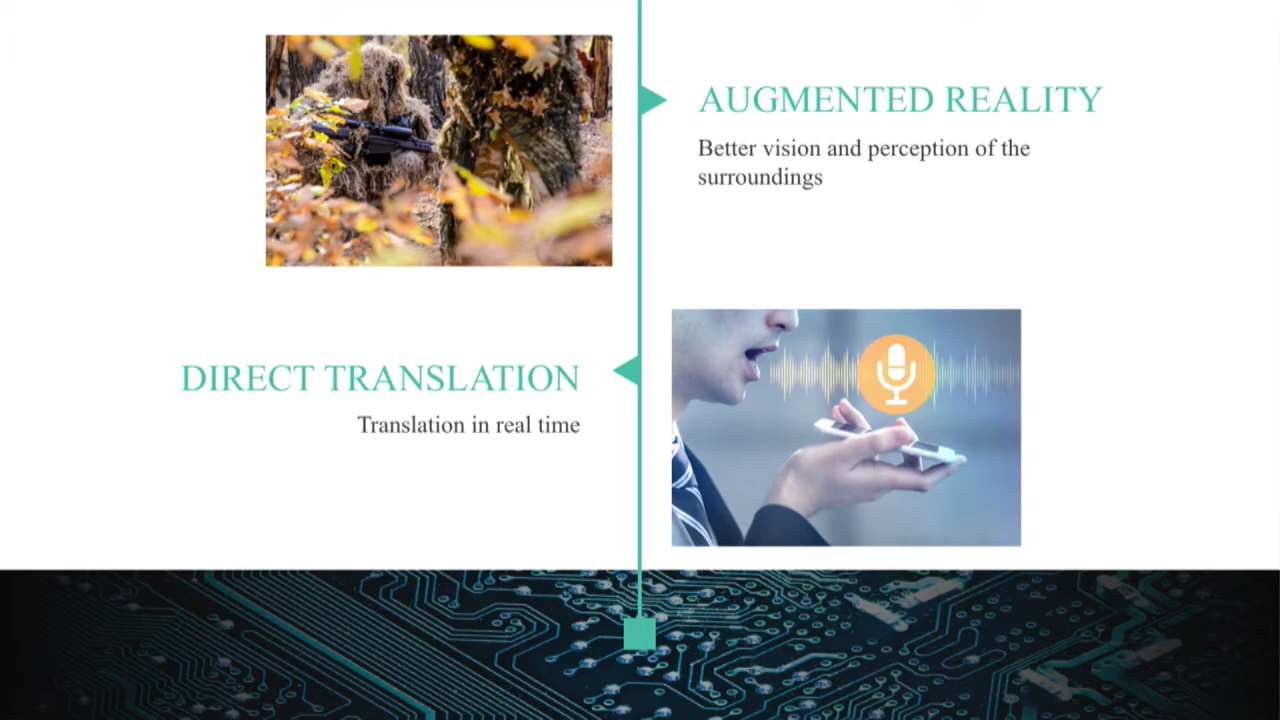 AUGMENTED REALITY
Better vision and perception of the
surroundings
DIRECT TRANSLATION
Translation in real time